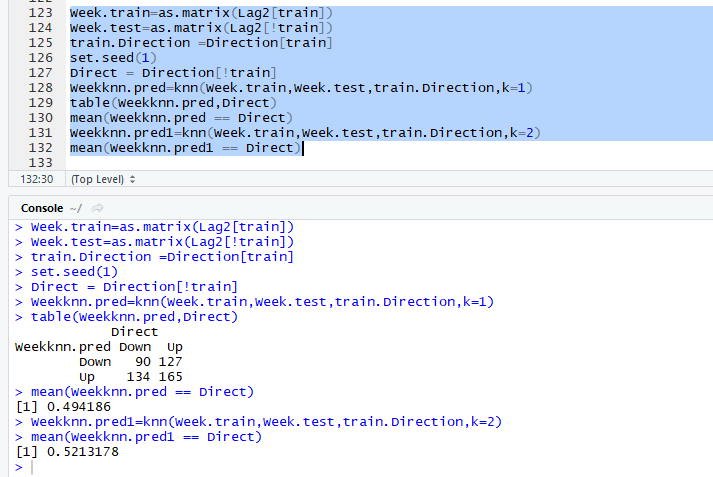 123 Week.train=as.matrix(Lag2[train])
124 Week.test=as.matrix(Lag2[!train])
125 train.Direction =Direction[train]
126 set.seed(1)
127 Direct = Direction[!train]
128 Weekknn.pred=knn(Week.train,Week.test,train.Direction,k=1)
129 table(Weekknn.pred,Direct)
130 mean(Weekknn.pred == Direct)
131 Weekknn.pred1=knn(Week.train,Week.test,train.Direction,k=2)
132 mean(Weekknn.pred1 == Direct)
133
132:30 (Top Level)
Console ~/
> Week.train=as.matrix(Lag2[train])
> Week.test=as.matrix(Lag2[!train])
> train.Direction =Direction[train]
> set.seed(1)
> Direct = Direction[!train]
> Weekknn.pred=knn(Week.train,Week.test,train.Direction,k=1)
> table(Weekknn.pred,Direct)
Direct
Weekknn.pred Down Up
Down 90 127
Up 134 165
> mean(Weekknn.pred == Direct)
[1] 0.494186
> Weekknn.pred1=knn(Week.train,Week.test,train.Direction,k=2)
> mean(Weekknn.pred1 == Direct)
[1] 0.5213178
>